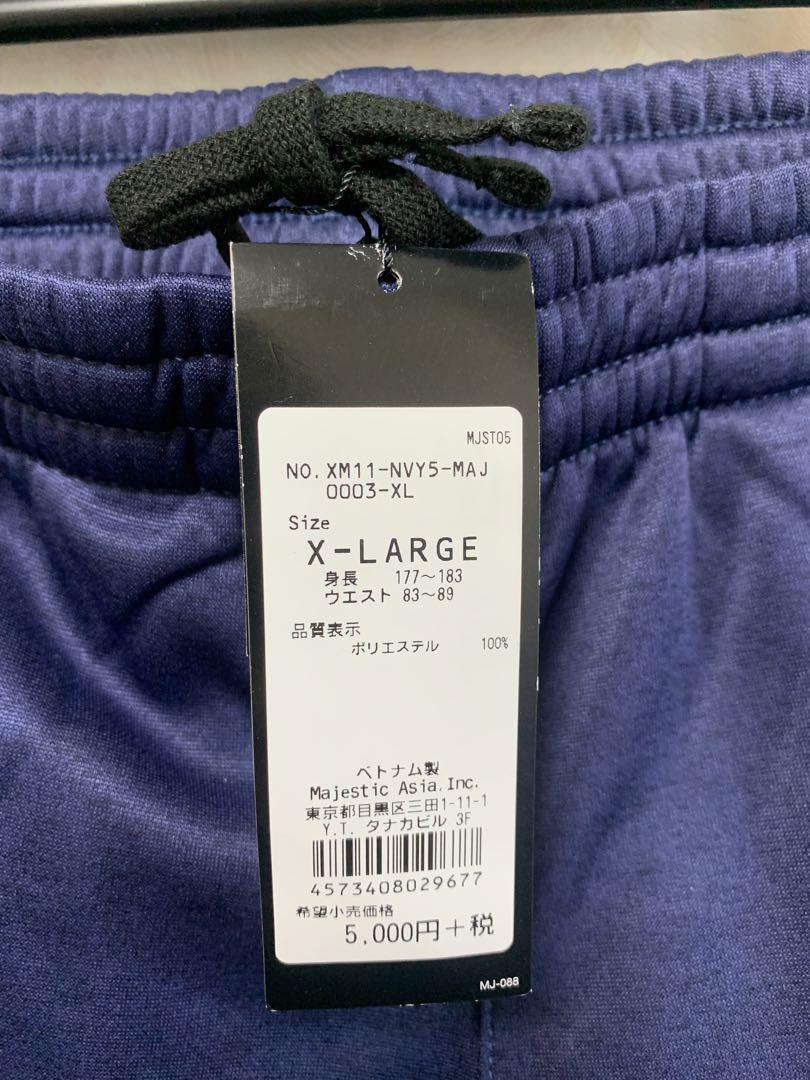 MJST05
NO. XM11-NVY5-MAJ
0003-XL
Size
X-LARGE
身長 177～183
ウエスト 83～89
品質表示
ポリエステル 100%
ベトナム製
Majestic Asia.Inc.
東京都目黒区三田1-11-1
Y.T. タナカビル 3F
4573408029677
希望小売価格
5,000円+税
MJ-088